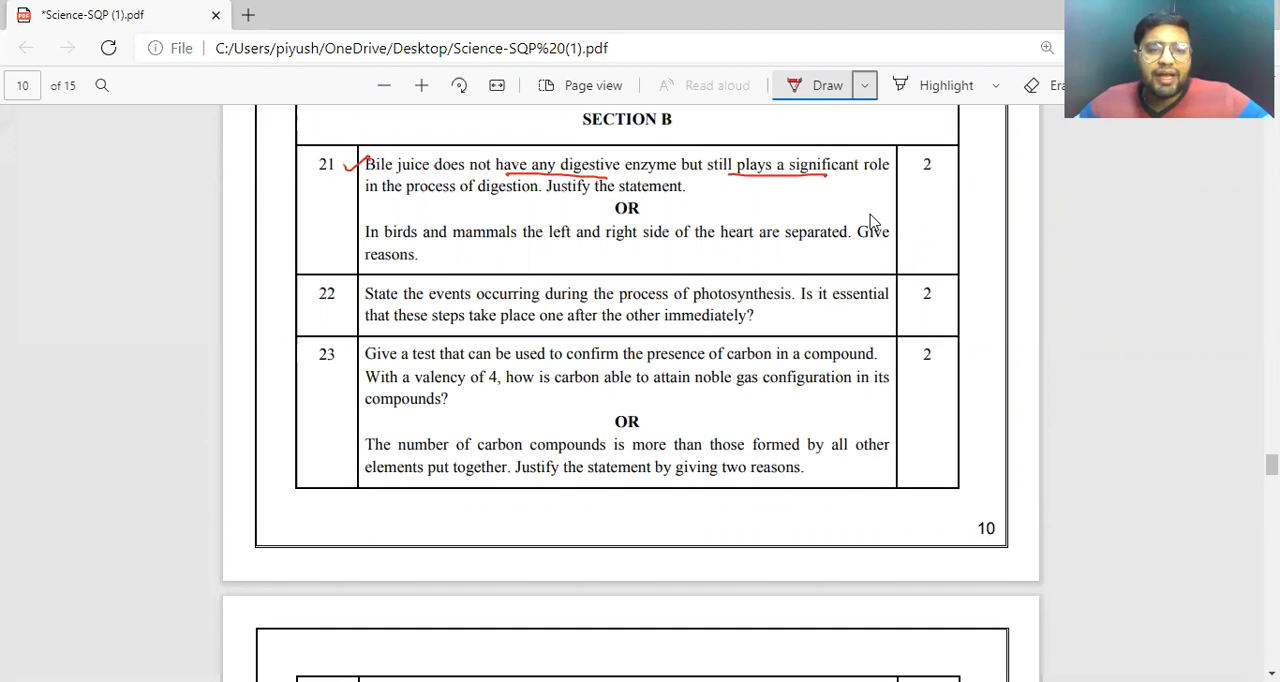 *Science-SQP (1).pdf
File C:/Users/piyush/OneDrive/Desktop/Science-SQP%20(1).pdf
10 of 15 Page view Read aloud Draw Highlight Era
SECTION B
21 Bile juice does not have any digestive enzyme but still plays a significant role 2
in the process of digestion. Justify the statement.
OR
In birds and mammals the left and right side of the heart are separated. Give
reasons.
22 State the events occurring during the process of photosynthesis. Is it essential 2
that these steps take place one after the other immediately?
23 Give a test that can be used to confirm the presence of carbon in a compound. 2
With a valency of 4, how is carbon able to attain noble gas configuration in its
compounds?
OR
The number of carbon compounds is more than those formed by all other
elements put together. Justify the statement by giving two reasons.
10